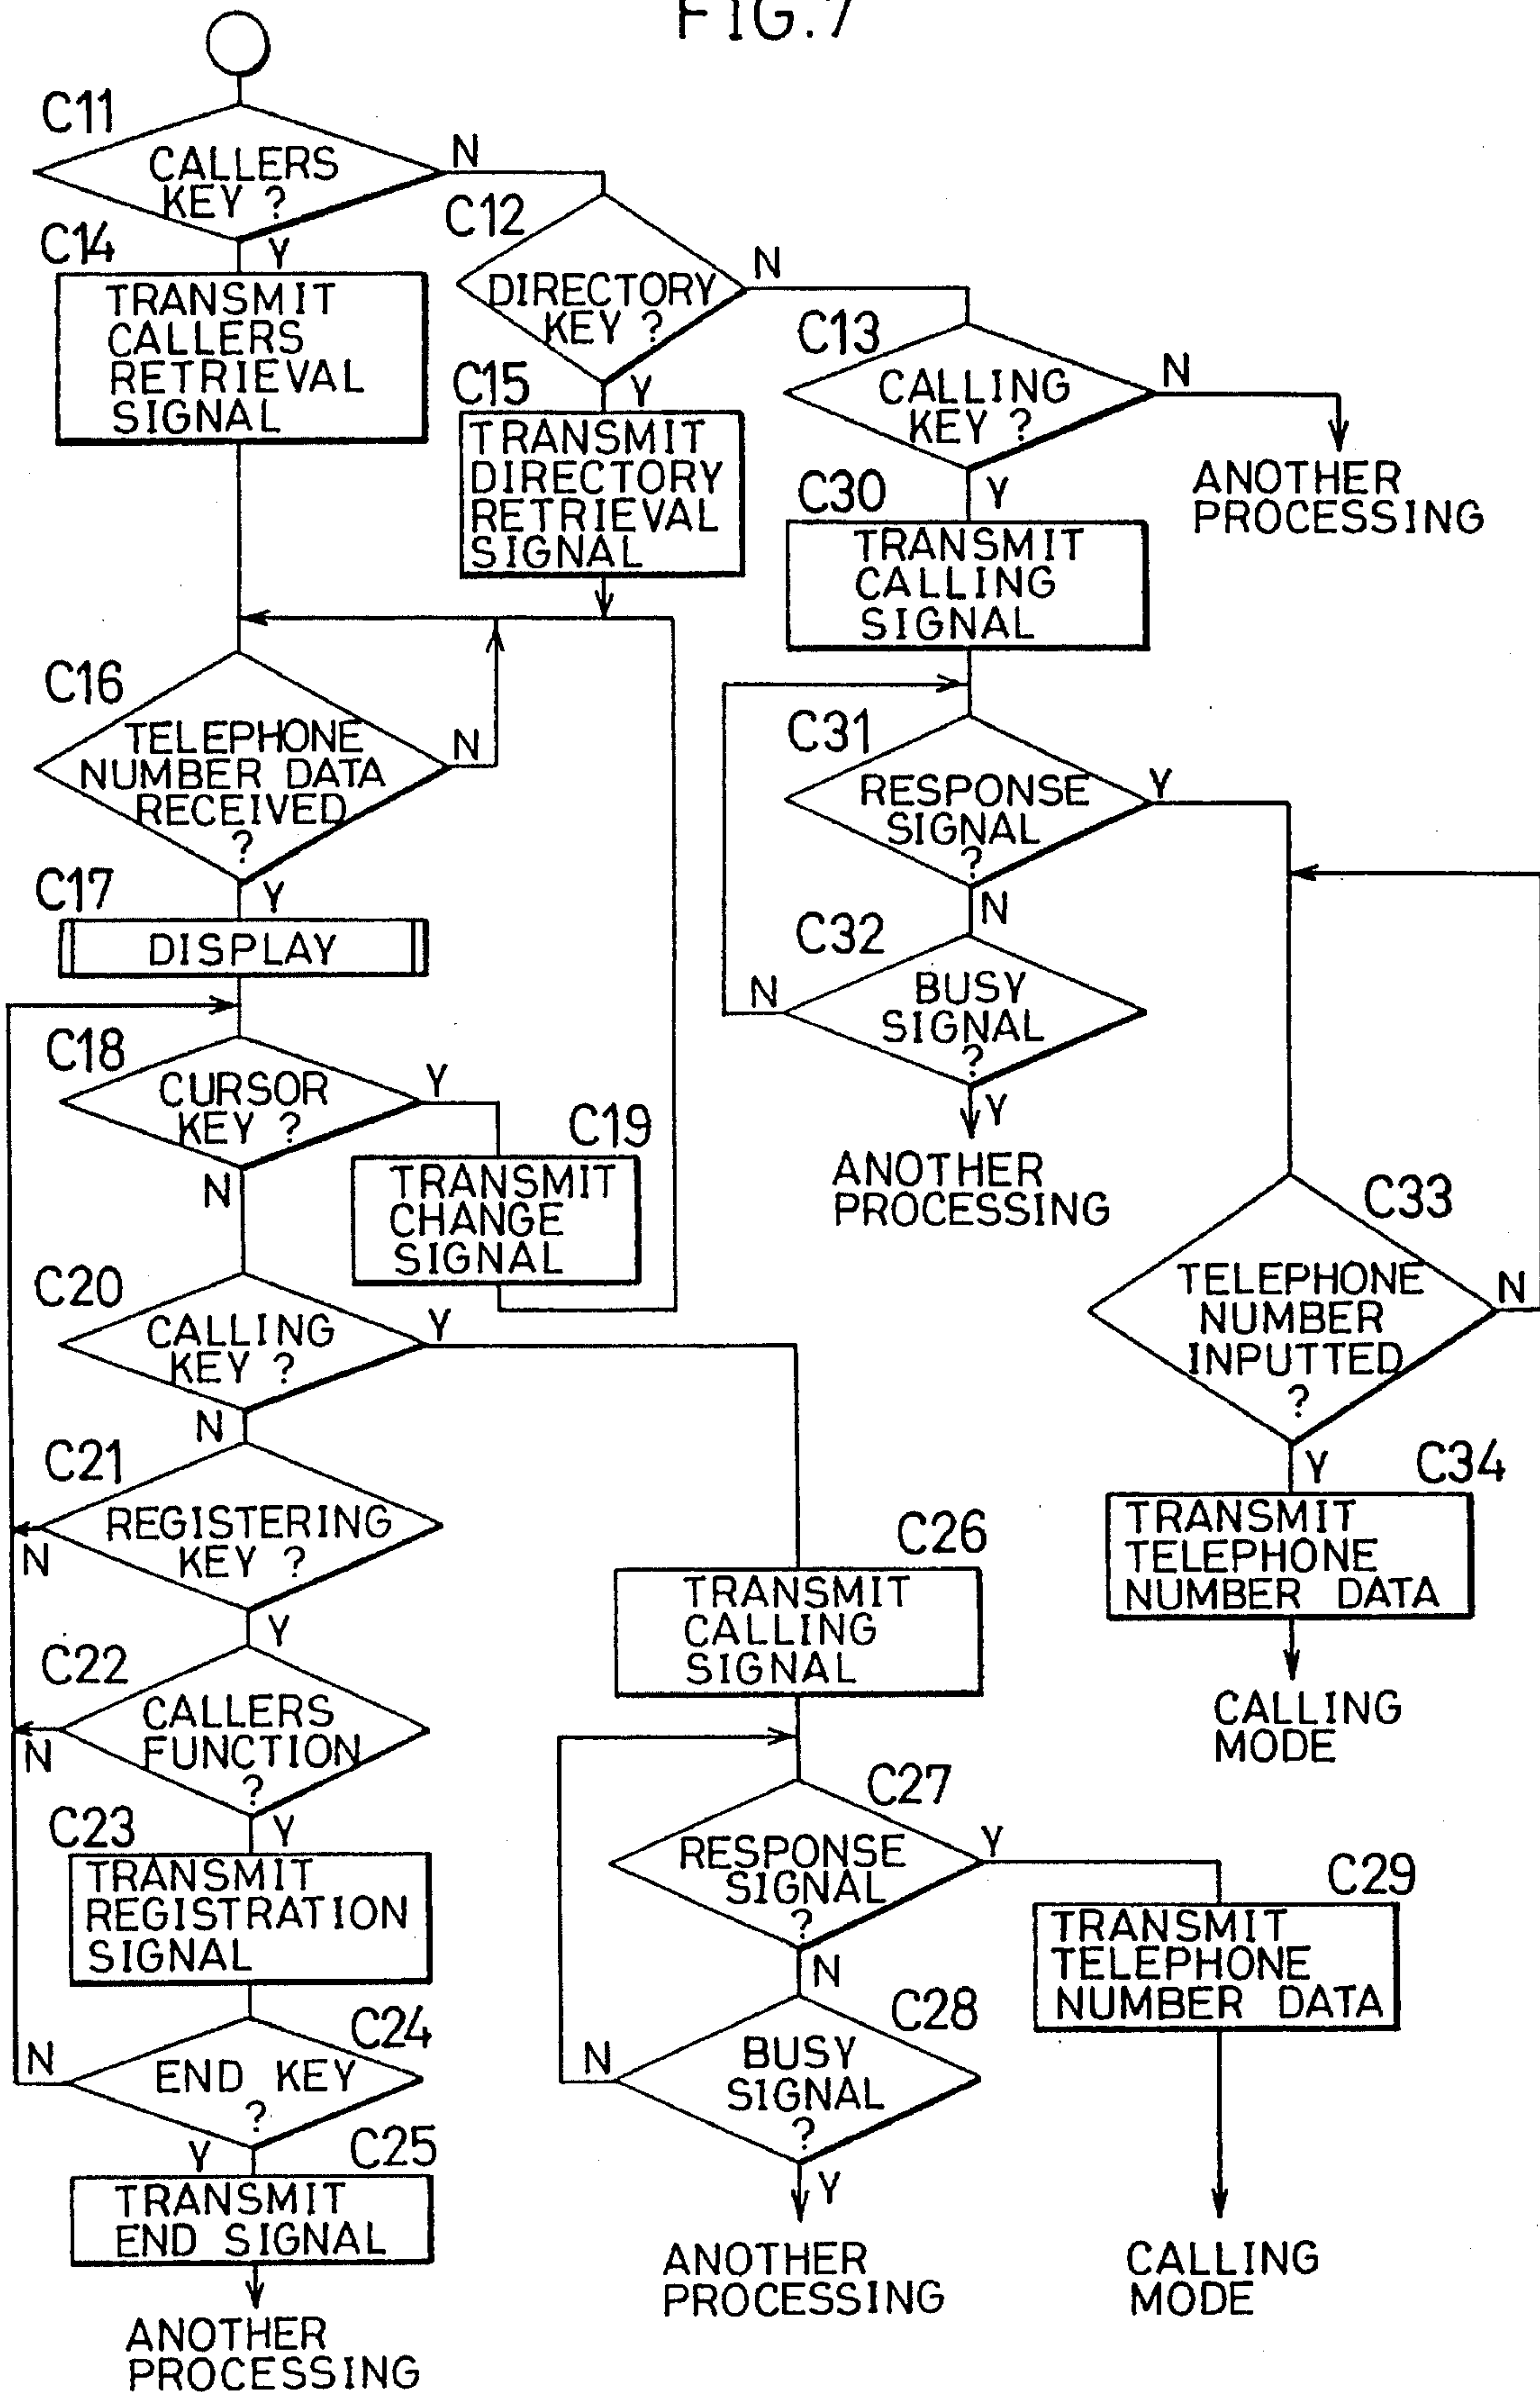 FIG.7
C11
CALLERS
KEY ?
N
Y
C12
DIRECTORY
KEY ?
N
Y
C13
CALLING
KEY ?
N
Y
ANOTHER
PROCESSING
C14
TRANSMIT
CALLERS
RETRIEVAL
SIGNAL
C15
TRANSMIT
DIRECTORY
RETRIEVAL
SIGNAL
C30
TRANSMIT
CALLING
SIGNAL
C16
TELEPHONE
NUMBER DATA
RECEIVED
?
N
Y
C31
RESPONSE
SIGNAL
?
Y
N
C17
DISPLAY
C32
BUSY
SIGNAL
?
N
Y
ANOTHER
PROCESSING
C18
CURSOR
KEY ?
Y
N
C19
TRANSMIT
CHANGE
SIGNAL
C33
TELEPHONE
NUMBER
INPUTTED
?
N
Y
C20
CALLING
KEY ?
Y
N
C34
TRANSMIT
TELEPHONE
NUMBER DATA
CALLING
MODE
C21
REGISTERING
KEY ?
N
Y
C26
TRANSMIT
CALLING
SIGNAL
C22
CALLERS
FUNCTION
?
N
Y
C27
RESPONSE
SIGNAL
?
Y
N
C23
TRANSMIT
REGISTRATION
SIGNAL
C29
TRANSMIT
TELEPHONE
NUMBER DATA
C24
END KEY
?
N
Y
C28
BUSY
SIGNAL
?
N
Y
C25
TRANSMIT
END SIGNAL
ANOTHER
PROCESSING
ANOTHER
PROCESSING
CALLING
MODE